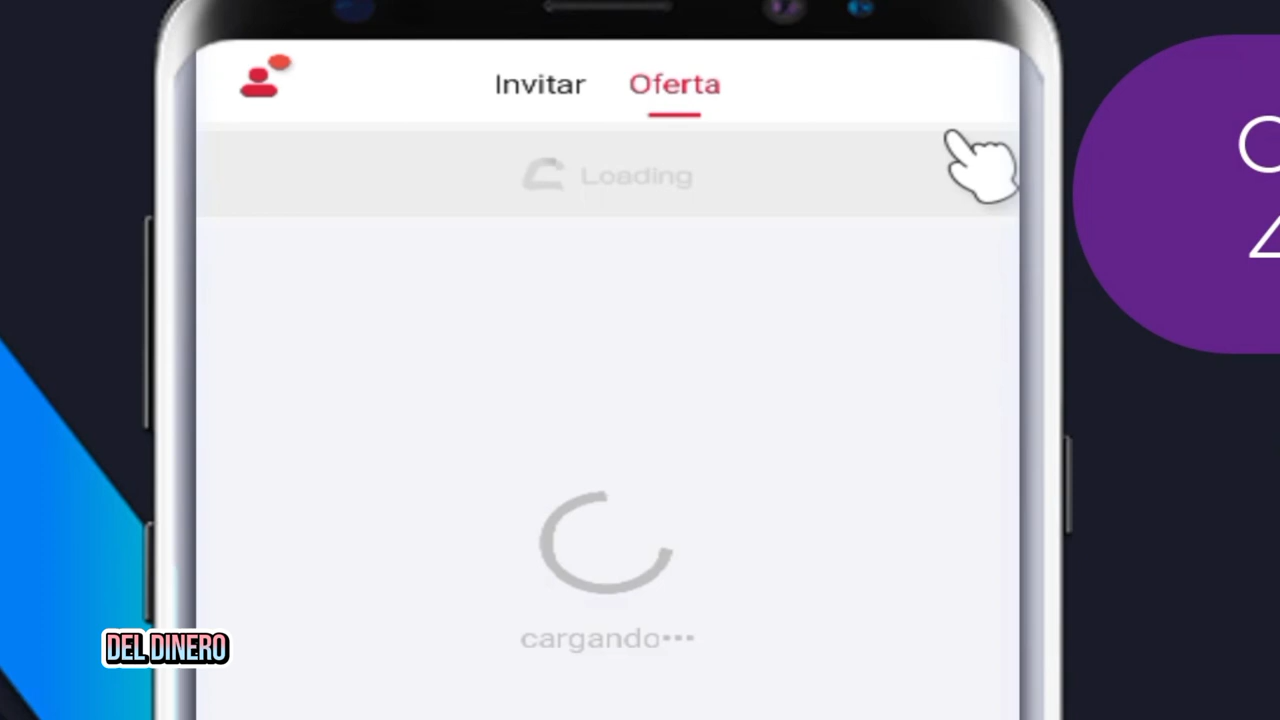 Invitar Oferta
Loading
cargando•••
DEL DINERO